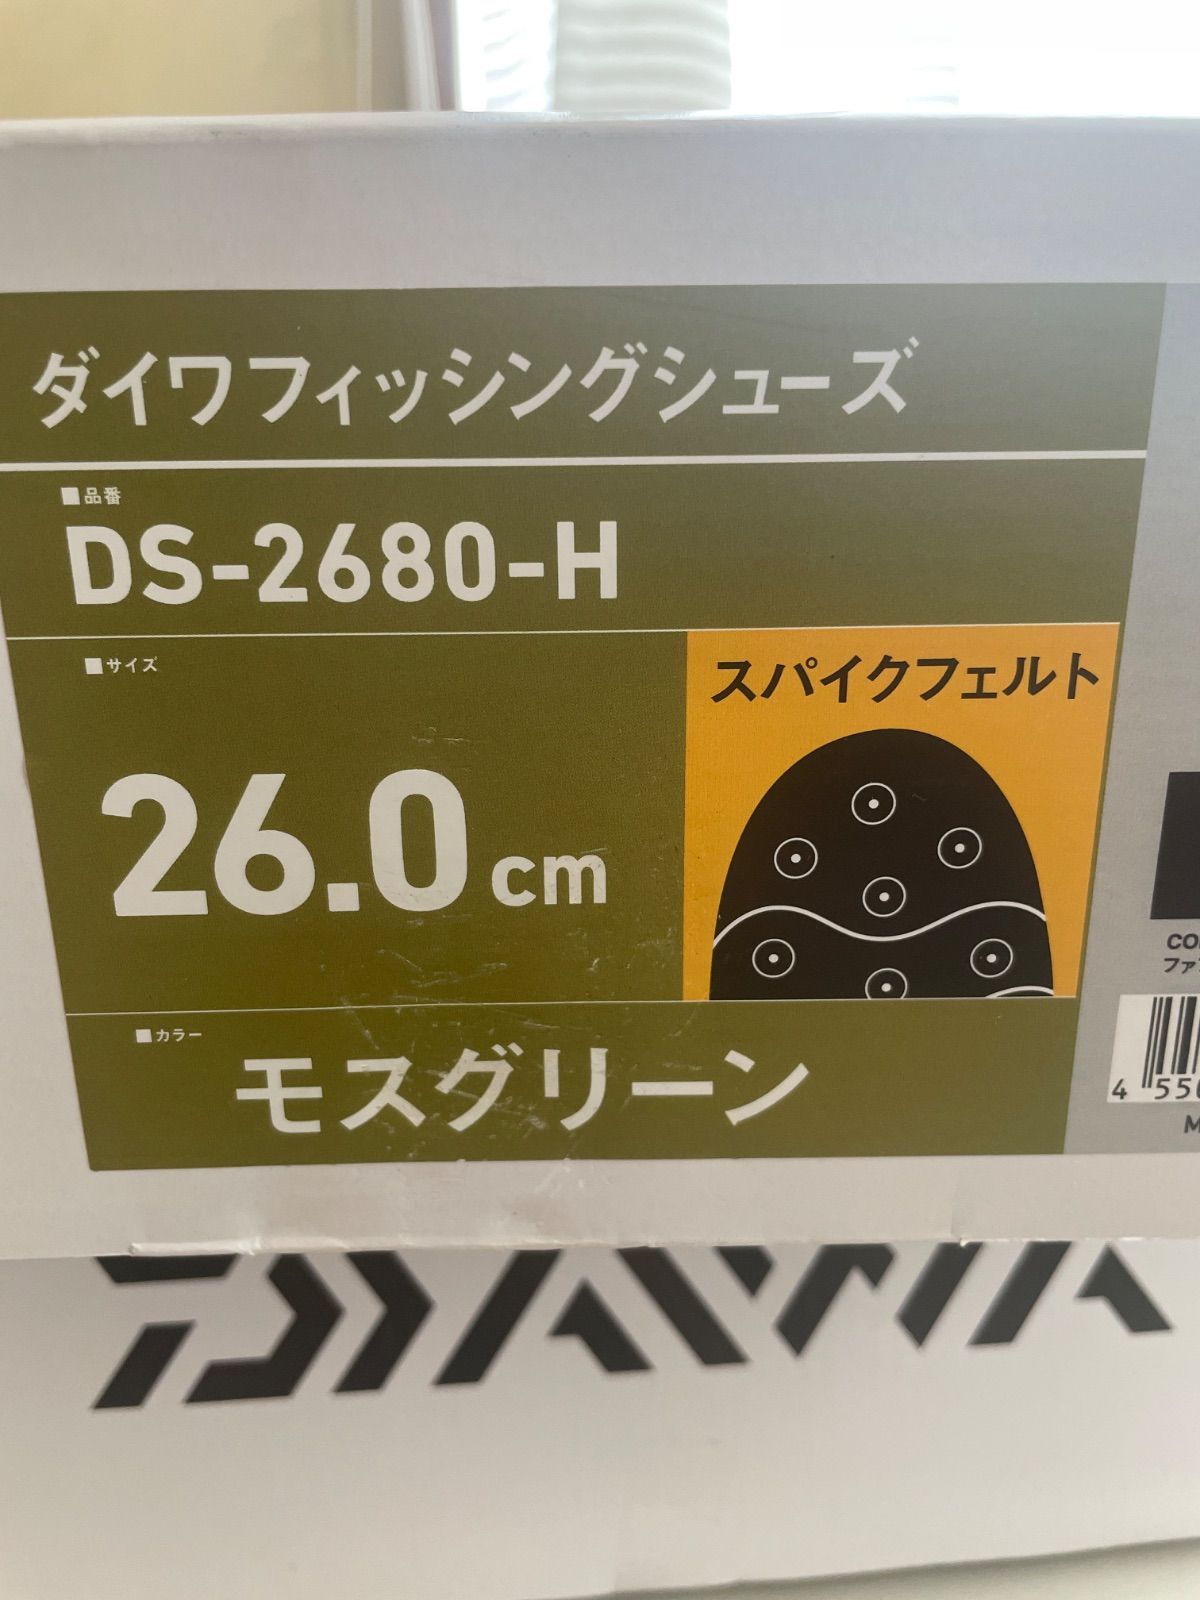 ダイワフィッシングシューズ
■品番
DS-2680-H
■サイズ
26.0cm
スパイクフェルト
■カラー
モスグリーン
4 55
DAIWA